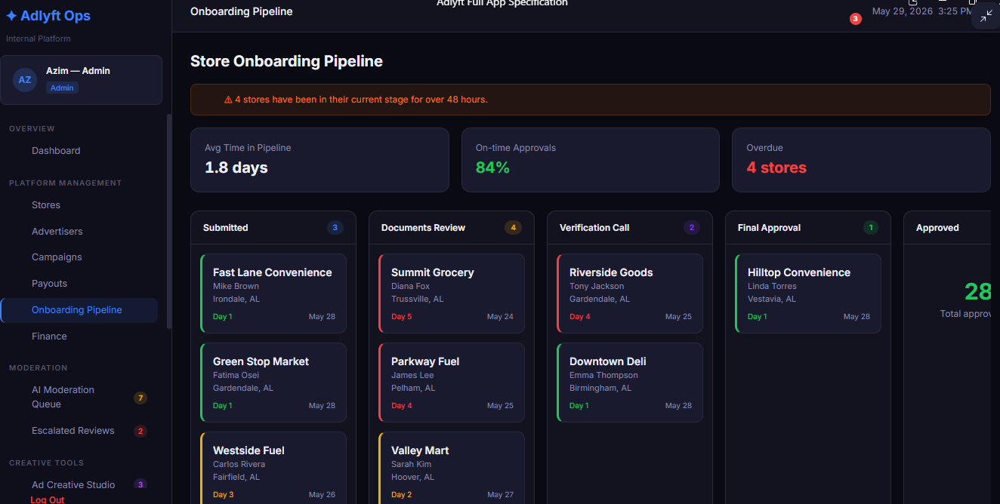 Adlyft Full App Specification
✦ Adlyft Ops
Internal Platform
AZ
Azim — Admin
Admin
OVERVIEW
Dashboard
PLATFORM MANAGEMENT
Stores
Advertisers
Campaigns
Payouts
Onboarding Pipeline
Finance
MODERATION
AI Moderation
Queue
7
Escalated Reviews 2
CREATIVE TOOLS
Ad Creative Studio 3
Log Out
Onboarding Pipeline
3
May 29, 2026 3:25 PM
Store Onboarding Pipeline
⚠ 4 stores have been in their current stage for over 48 hours.
Avg Time in Pipeline
1.8 days
On-time Approvals
84%
Overdue
4 stores
Submitted 3
Fast Lane Convenience
Mike Brown
Irondale, AL
Day 1 May 28
Green Stop Market
Fatima Osei
Gardendale, AL
Day 1 May 28
Westside Fuel
Carlos Rivera
Fairfield, AL
Day 3 May 26
Documents Review 4
Summit Grocery
Diana Fox
Trussville, AL
Day 5 May 24
Parkway Fuel
James Lee
Pelham, AL
Day 4 May 25
Valley Mart
Sarah Kim
Hoover, AL
Day 2 May 27
Verification Call 2
Riverside Goods
Tony Jackson
Gardendale, AL
Day 4 May 25
Downtown Deli
Emma Thompson
Birmingham, AL
Day 1 May 28
Final Approval 1
Hilltop Convenience
Linda Torres
Vestavia, AL
Day 1 May 28
Approved
28
Total approv